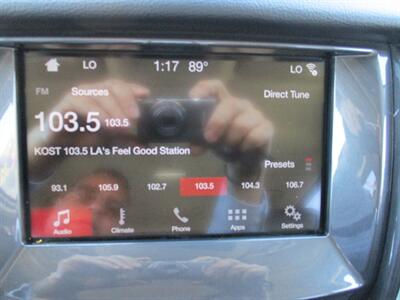 LO 1:17 89° LO
FM Sources Direct Tune
103.5 103.5
KOST 103.5 LA's Feel Good Station
Presets
93.1 105.9 102.7 103.5 104.3 106.7
Audio Climate Phone Apps Settings